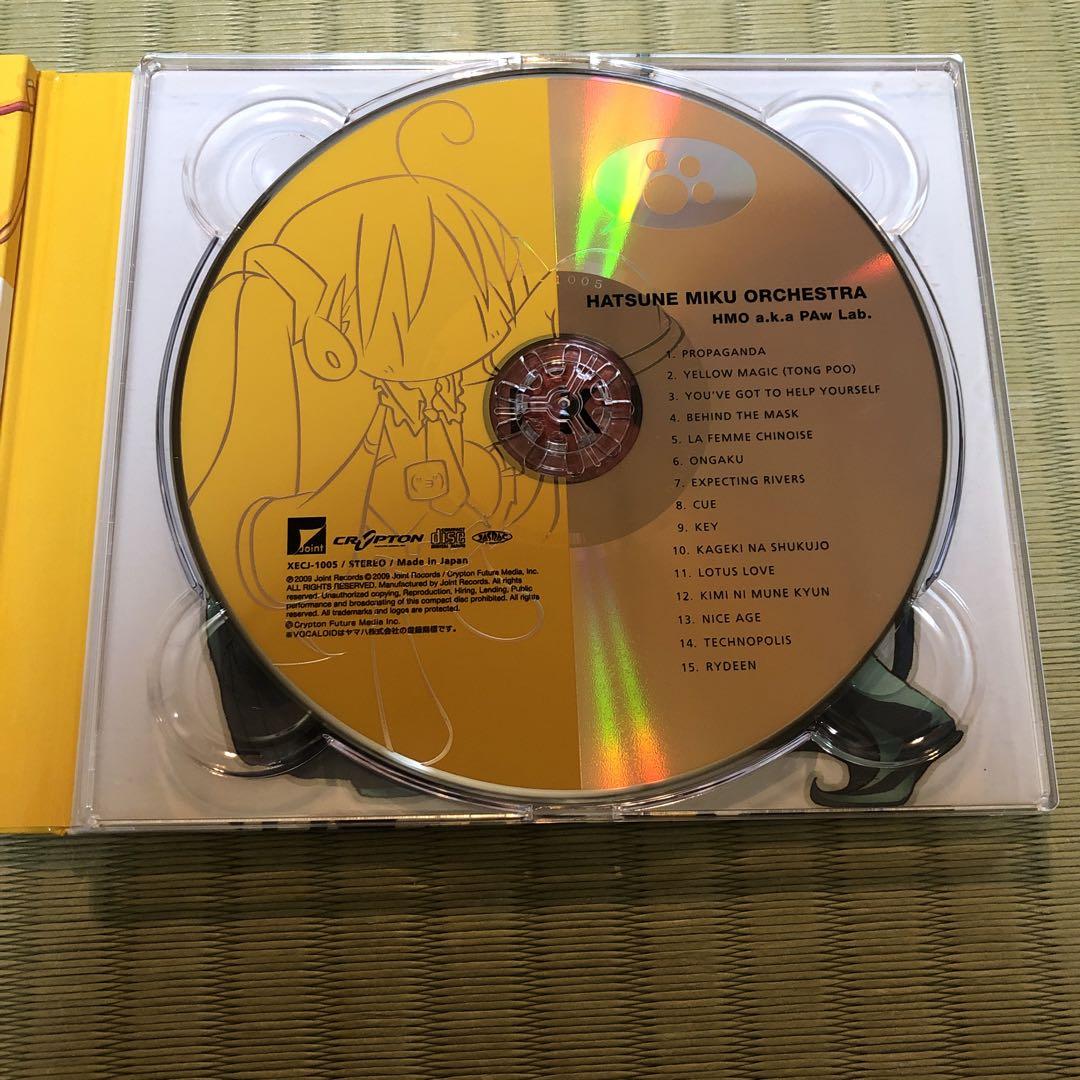 1005
HATSUNE MIKU ORCHESTRA
HMO a.k.a PAw Lab.
1. PROPAGANDA
2. YELLOW MAGIC (TONG POO)
3. YOU'VE GOT TO HELP YOURSELF
4. BEHIND THE MASK
5. LA FEMME CHINOISE
6. ONGAKU
7. EXPECTING RIVERS
8. CUE
9. KEY
10. KAGEKI NA SHUKUJO
11. LOTUS LOVE
12. KIMI NI MUNE KYUN
13. NICE AGE
14. TECHNOPOLIS
15. RYDEEN
Joint CRYPTON COMPACT disc DIGITAL AUDIO JASRAC
XECJ-1005 / STEREO / Made in Japan
℗2009 Joint Records ©2009 Joint Records / Crypton Future Media, Inc.
ALL RIGHTS RESERVED. Manufactured by Joint Records. All rights
reserved. Unauthorized copying, Reproduction, Hiring, Lending, Public
performance and broadcasting of this compact disc prohibited. All rights
reserved. All trademarks and logos are protected.
©Crypton Future Media Inc.
※VOCALOIDはヤマハ株式会社の登録商標です。